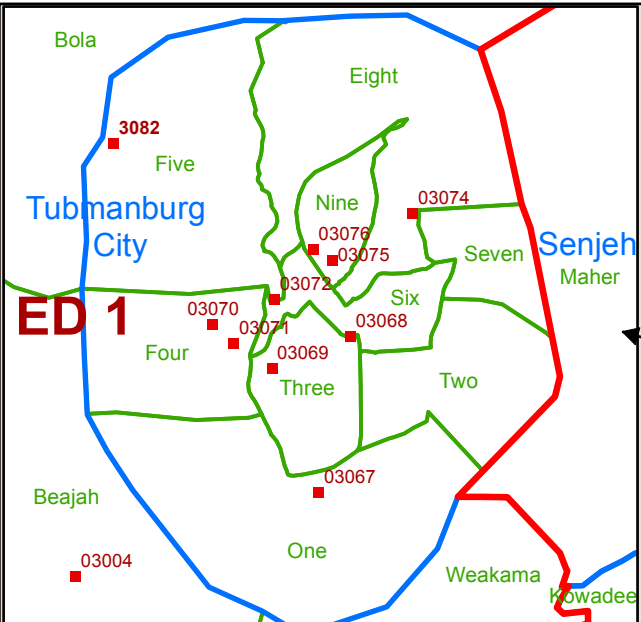 Bola
Eight
3082
Five
Nine
03074
Tubmanburg
City
03076
03075
Seven
Senjeh
Maher
03072
Six
ED 1
03070
03071
03068
Four
03069
Three
Two
03067
Beajah
One
03004
Weakama
Kowadee